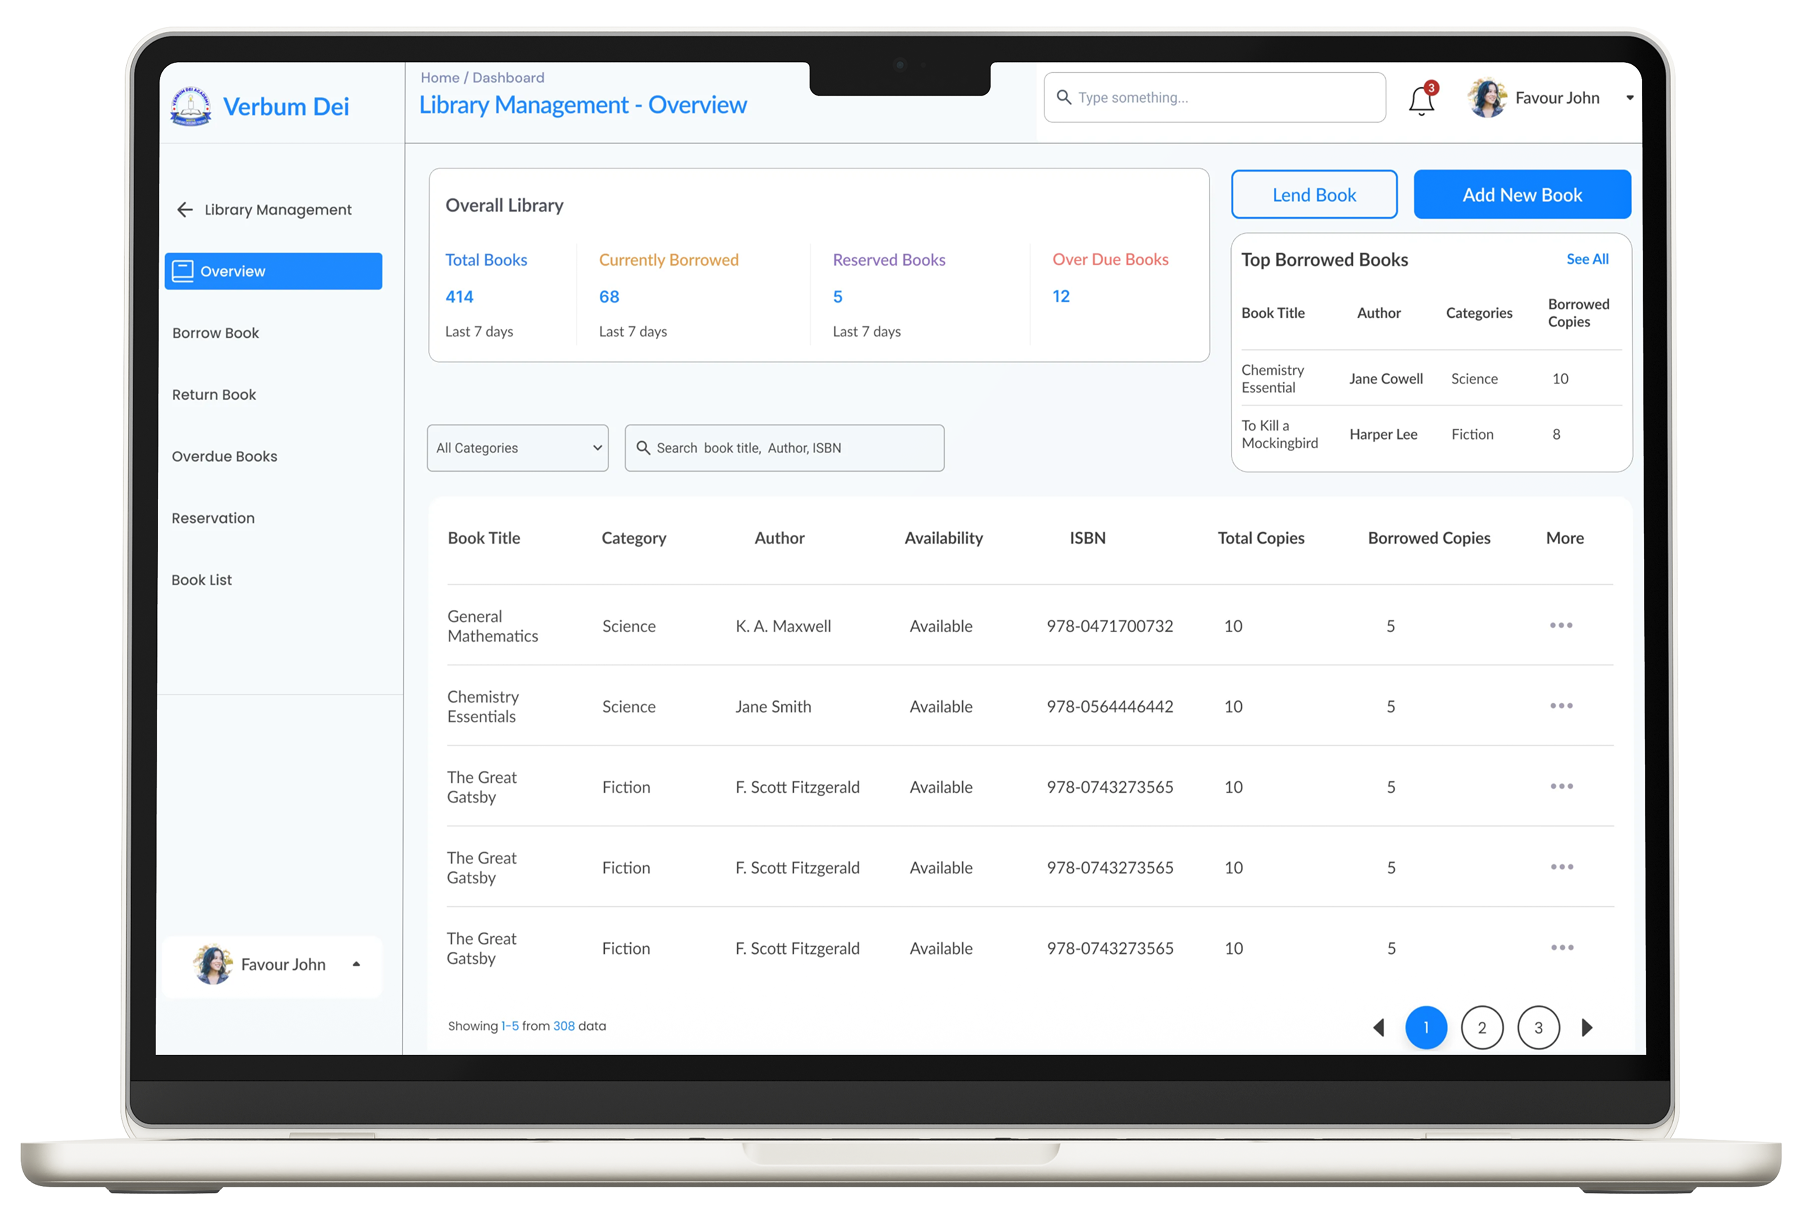 VERBUM DEI ACADEMY
Verbum Dei
Home / Dashboard
Library Management - Overview
Type something...
3
Favour John
Library Management
Overview
Borrow Book
Return Book
Overdue Books
Reservation
Book List
Favour John
Overall Library
Total Books
414
Last 7 days
Currently Borrowed
68
Last 7 days
Reserved Books
5
Last 7 days
Over Due Books
12
Lend Book
Add New Book
Top Borrowed Books
See All
Book Title Author Categories Borrowed
Copies
Chemistry
Essential Jane Cowell Science 10
To Kill a
Mockingbird Harper Lee Fiction 8
All Categories
Search book title, Author, ISBN
Book Title Category Author Availability ISBN Total Copies Borrowed Copies More
General
Mathematics Science K. A. Maxwell Available 978-0471700732 10 5
Chemistry
Essentials Science Jane Smith Available 978-0564446442 10 5
The Great
Gatsby Fiction F. Scott Fitzgerald Available 978-0743273565 10 5
The Great
Gatsby Fiction F. Scott Fitzgerald Available 978-0743273565 10 5
The Great
Gatsby Fiction F. Scott Fitzgerald Available 978-0743273565 10 5
Showing 1-5 from 308 data
1 2 3